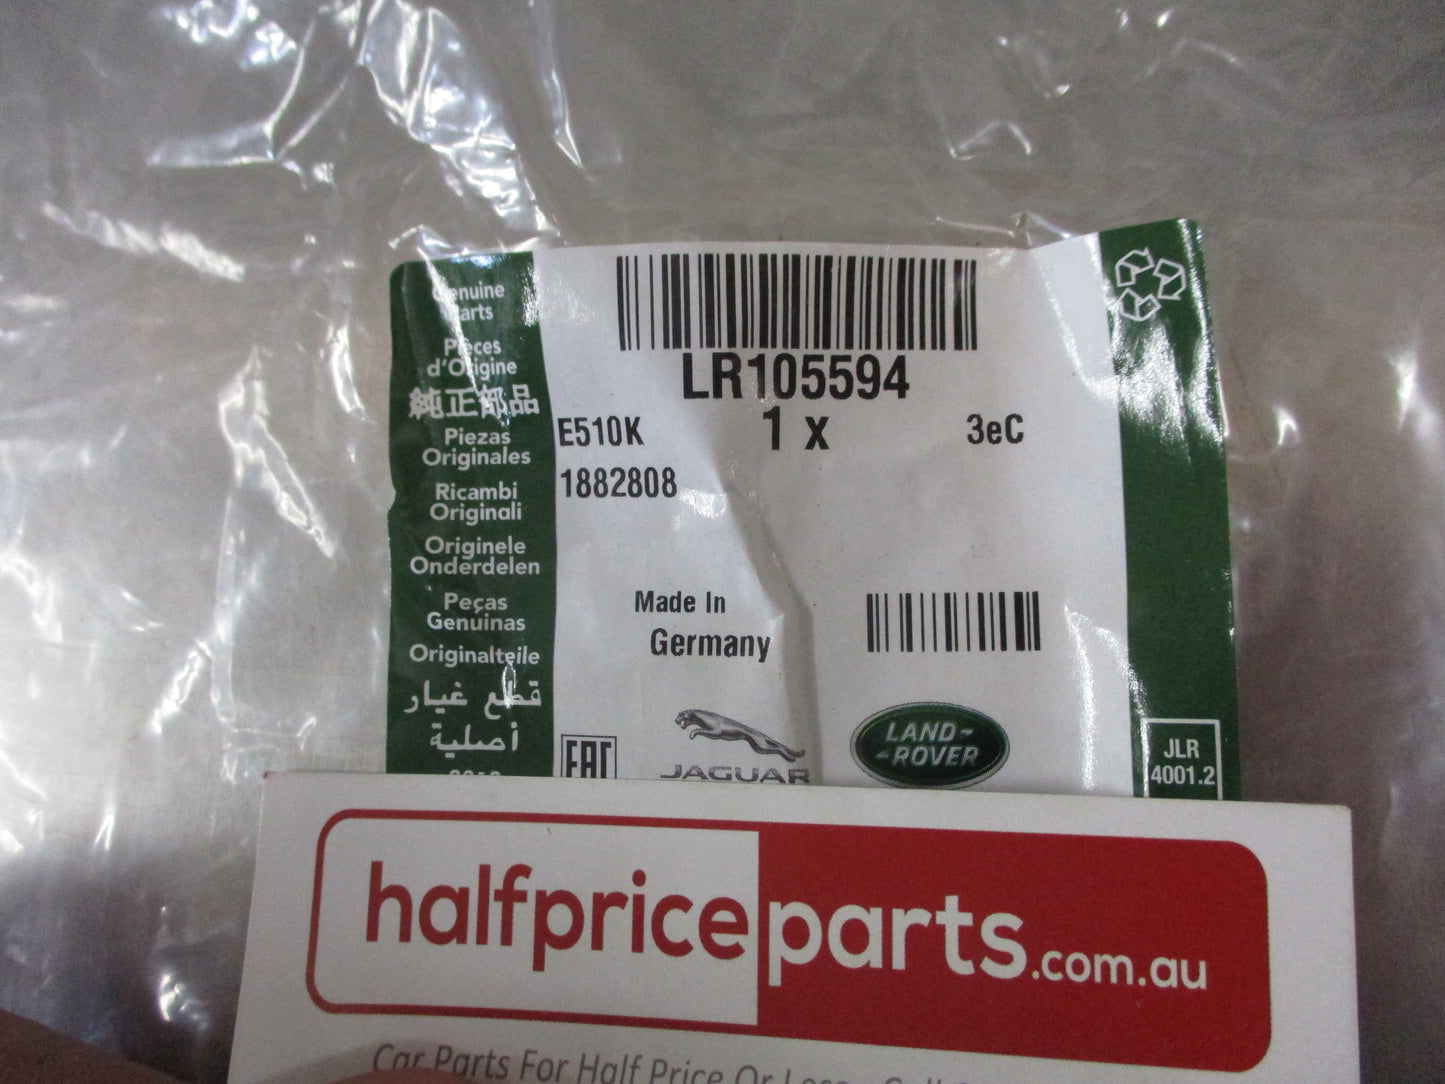 Genuine
Parts
Pièces
d'Origine
純正部品
Piezas
Originales
Ricambi
Originali
Originele
Onderdelen
Peças
Genuínas
Originalteile
قطع غيار
أصلية
LR105594
E510K 1 x 3eC
1882808
Made In
Germany
EAC
JAGUAR
LAND-
-ROVER
JLR
4001.2
halfpriceparts.com.au
Car Parts For Half Price Or Less